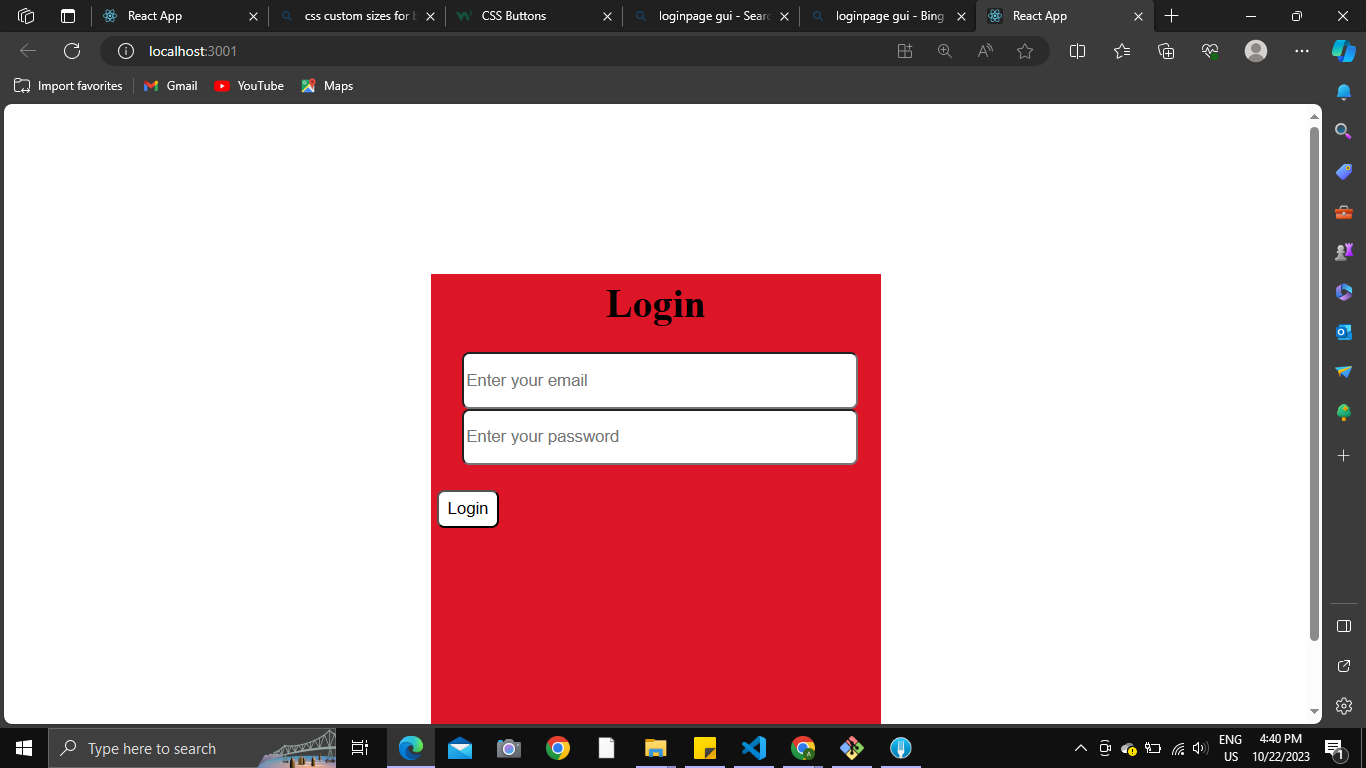 React App
css custom sizes for b
CSS Buttons
loginpage gui - Searc
loginpage gui - Bing
React App
localhost:3001
Import favorites
Gmail
YouTube
Maps
Login
Enter your email
Enter your password
Login
Type here to search
ENG
US
4:40 PM
10/22/2023
1